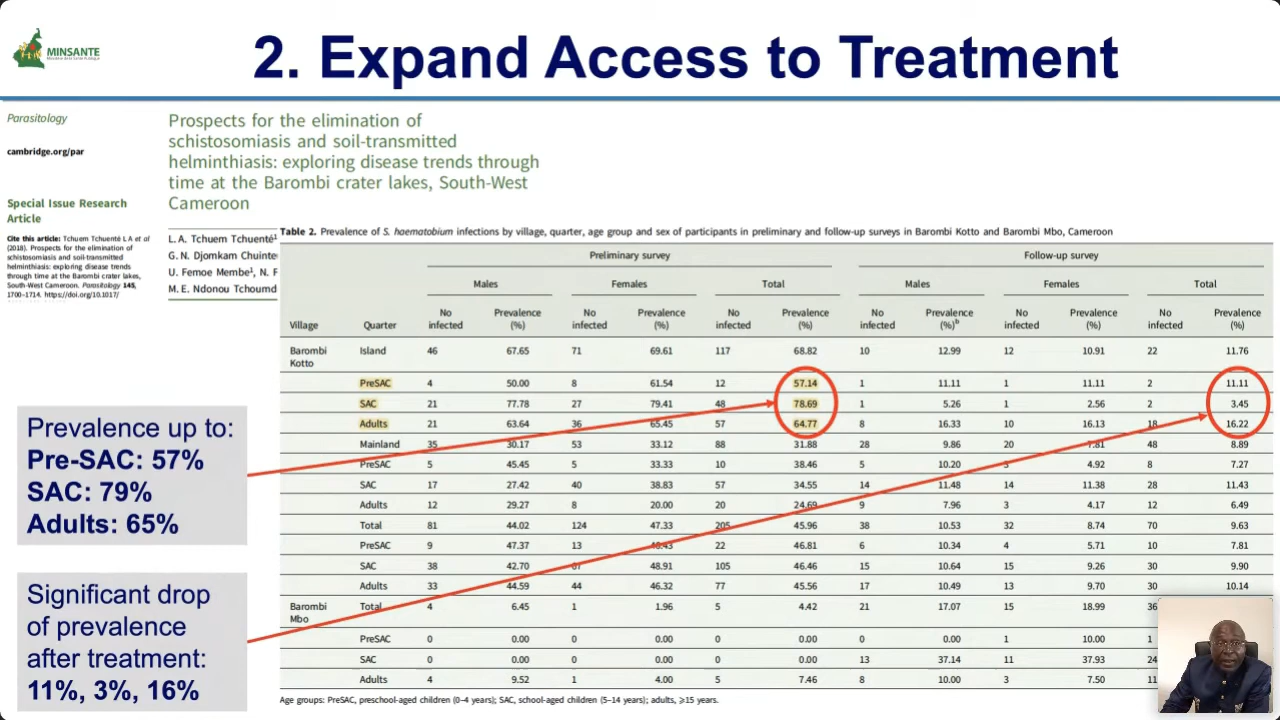 MINSANTE
2. Expand Access to Treatment
Parasitology
cambridge.org/par
Special Issue Research
Article
Cite this article: Tchuem Tchuenté L A et al
(2018). Prospects for the elimination of
schistosomiasis and soil-transmitted
helminthiasis: exploring disease trends
through time at the Barombi crater lakes,
South-West Cameroon. Parasitology 145,
1700–1714. https://doi.org/10.1017/
Prospects for the elimination of
schistosomiasis and soil-transmitted
helminthiasis: exploring disease trends through
time at the Barombi crater lakes, South-West
Cameroon
L. A. Tchuem Tchuenté1
G. N. Djomkam Chuinte
U. Femoe Membe1, N. F
M. E. Ndonou Tchoumd
Table 2. Prevalence of S. haematobium infections by village, quarter, age group and sex of participants in preliminary and follow-up surveys in Barombi Kotto and Barombi Mbo, Cameroon
Preliminary survey Follow-up survey
Males Females Total Males Females Total
No Prevalence No Prevalence No Prevalence No Prevalence No Prevalence No Prevalence
Village Quarter infected (%) infected (%) infected (%) infected (%)b infected (%) infected (%)
Barombi Island 46 67.65 71 69.61 117 68.82 10 12.99 12 10.91 22 11.76
Kotto
PreSAC 4 50.00 8 61.54 12 57.14 1 11.11 1 11.11 2 11.11
SAC 21 77.78 27 79.41 48 78.69 1 5.26 1 2.56 2 3.45
Adults 21 63.64 36 65.45 57 64.77 8 16.33 10 16.13 18 16.22
Mainland 35 30.17 53 33.12 88 31.88 28 9.86 20 7.81 48 8.89
PreSAC 5 45.45 5 33.33 10 38.46 5 10.20 3 4.92 8 7.27
SAC 17 27.42 40 38.83 57 34.55 14 11.48 14 11.38 28 11.43
Adults 12 29.27 8 20.00 20 24.69 9 7.96 3 4.17 12 6.49
Total 81 44.02 124 47.33 205 45.96 38 10.53 32 8.74 70 9.63
PreSAC 9 47.37 13 46.43 22 46.81 6 10.34 4 5.71 10 7.81
SAC 38 42.70 67 48.91 105 46.46 15 10.64 15 9.26 30 9.90
Adults 33 44.59 44 46.32 77 45.56 17 10.49 13 9.70 30 10.14
Barombi Total 4 6.45 1 1.96 5 4.42 21 17.07 15 18.99 36
Mbo
PreSAC 0 0.00 0 0.00 0 0.00 0 0.00 1 10.00 1
SAC 0 0.00 0 0.00 0 0.00 13 37.14 11 37.93 24
Adults 4 9.52 1 4.00 5 7.46 8 10.00 3 7.50 11
Age groups: PreSAC, preschool-aged children (0–4 years); SAC, school-aged children (5–14 years); adults, ⩾15 years.
Prevalence up to:
Pre-SAC: 57%
SAC: 79%
Adults: 65%
Significant drop
of prevalence
after treatment:
11%, 3%, 16%